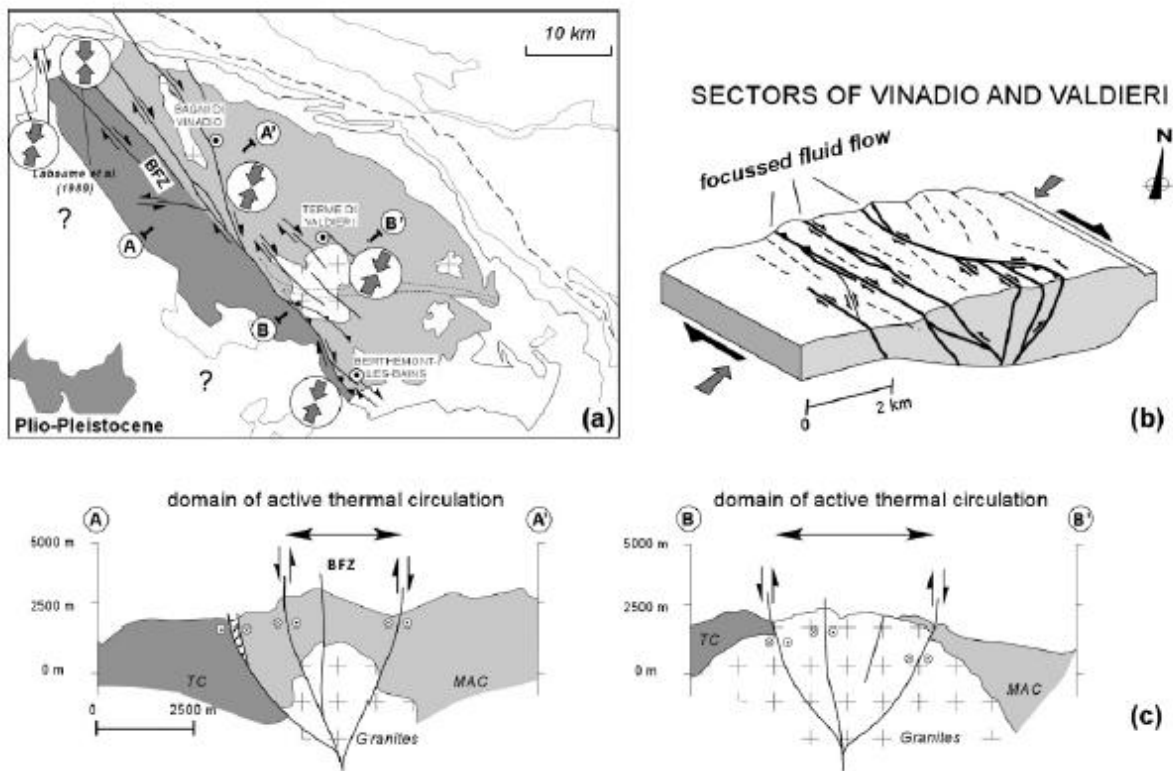 10 km
BAGNI DI
VINADIO
A'
BFZ
Labaume et al.
(1989)
?
TERME DI
VALDIERI
B'
A
B
?
BERTHEMONT-
LES-BAINS
Plio-Pleistocene
(a)
SECTORS OF VINADIO AND VALDIERI
focussed fluid flow
N
0
2 km
(b)
domain of active thermal circulation
A
A'
5000 m
BFZ
2500 m
0 m
TC
MAC
0
2500 m
Granites
domain of active thermal circulation
B
B'
5000 m
2500 m
TC
0 m
MAC
Granites
(c)